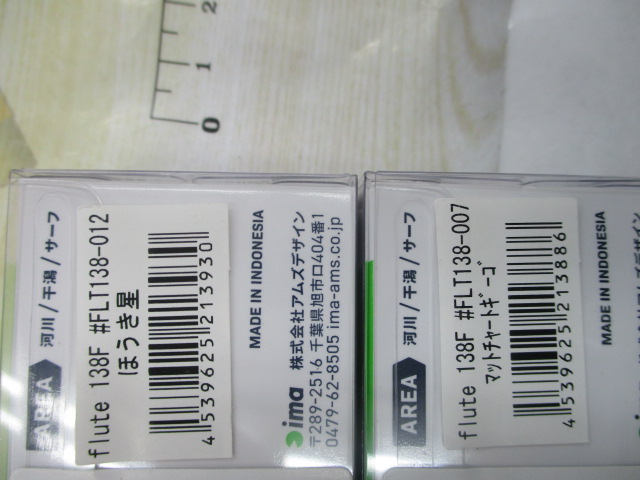 2
1
0
AREA 河川 / 干潟 / サーフ
flute 138F #FLT138-012
ほうき星
4 539625 213930
MADE IN INDONESIA
ima 株式会社アムズデザイン
〒289-2516 千葉県旭市ロ404番1
0479-62-8505 ima-ams.co.jp
AREA 河川 / 干潟 / サーフ
flute 138F #FLT138-007
マットチャートギーゴ
4 539625 213886
MADE IN INDONESIA